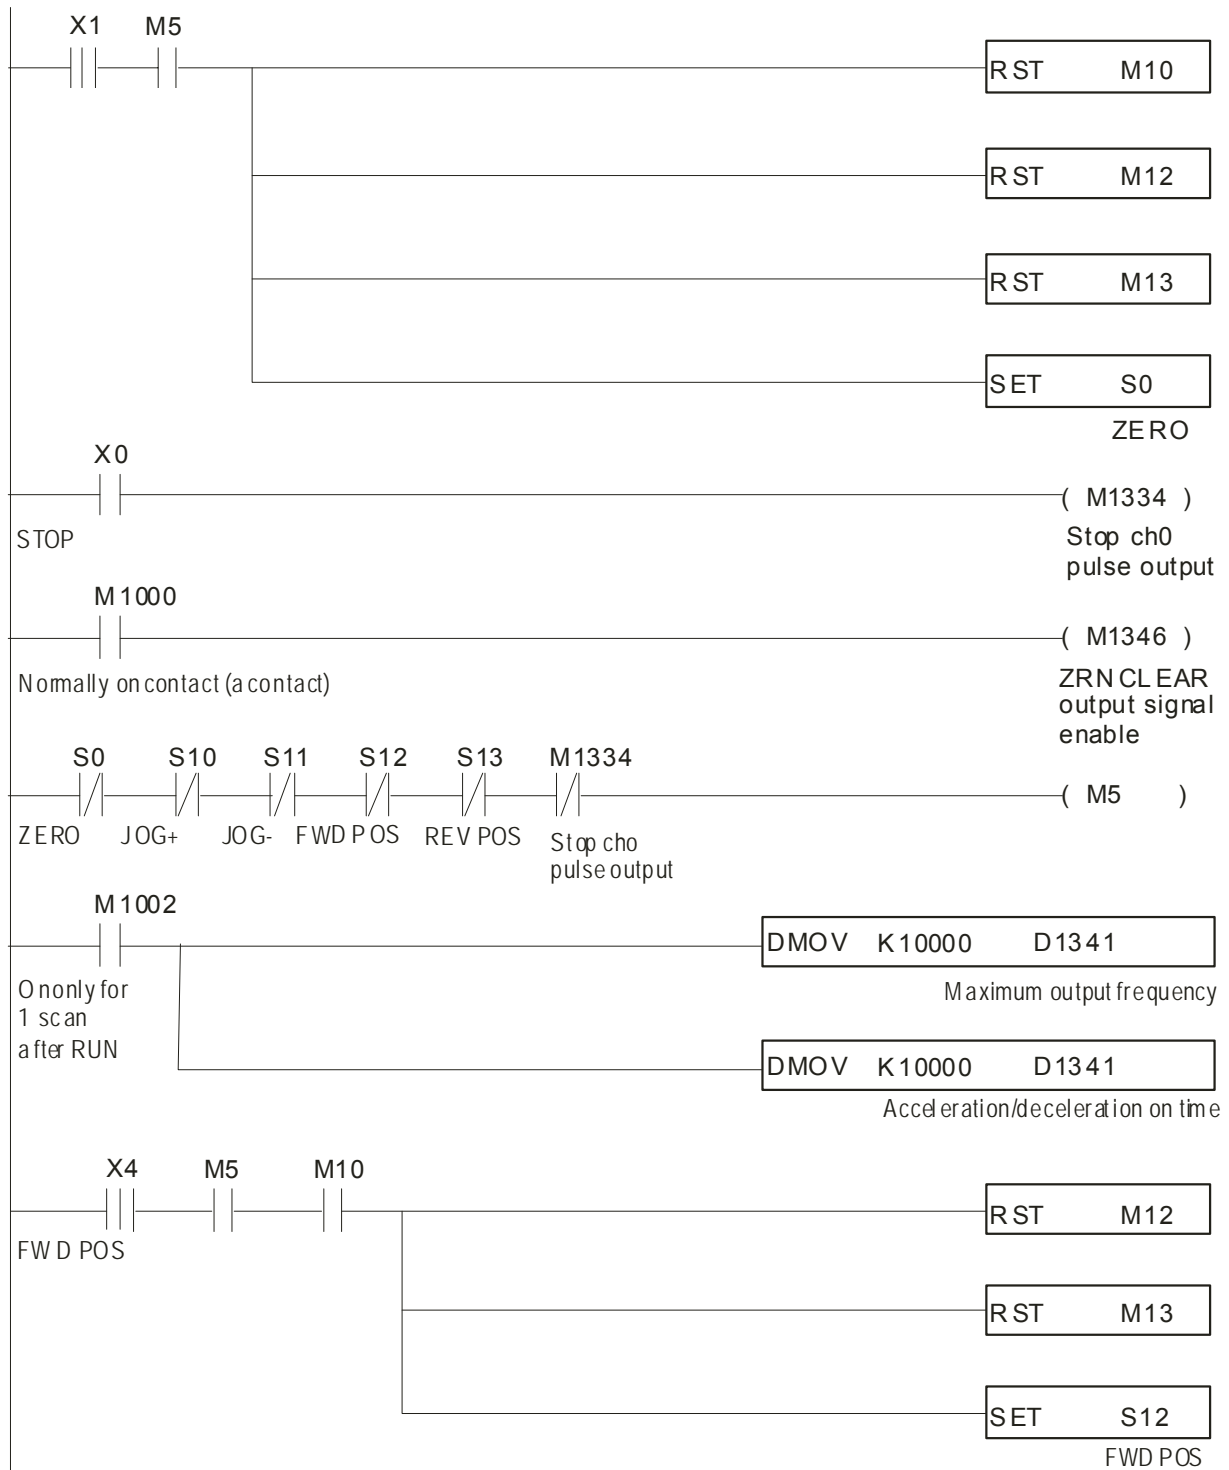 X1 M5
RST M10
RST M12
RST M13
SET S0
ZERO
X0
( M1334 )
STOP
Stop ch0
pulse output
M1000
( M1346 )
Normally on contact (a contact)
ZRN CLEAR
output signal
enable
S0 S10 S11 S12 S13 M1334
( M5 )
ZERO JOG+ JOG- FWD POS REV POS Stop cho
pulse output
M1002
DMOV K10000 D1341
On only for
1 scan
after RUN
Maximum output frequency
DMOV K10000 D1341
Acceleration/deceleration on time
X4 M5 M10
RST M12
FWD POS
RST M13
SET S12
FWD POS